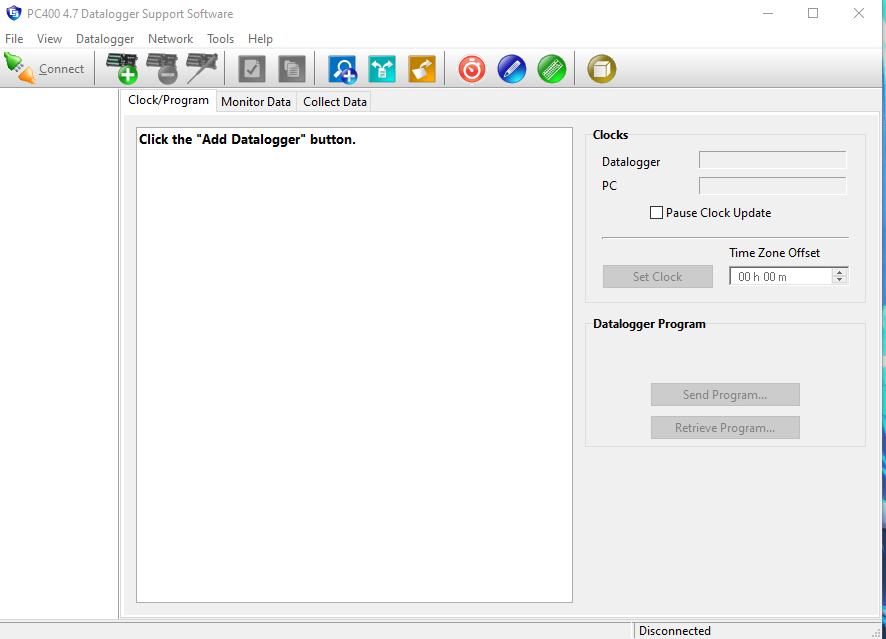 PC400 4.7 Datalogger Support Software
File View Datalogger Network Tools Help
Connect
Clock/Program Monitor Data Collect Data
Click the "Add Datalogger" button.
Clocks
Datalogger
PC
Pause Clock Update
Time Zone Offset
Set Clock 00 h 00 m
Datalogger Program
Send Program...
Retrieve Program...
Disconnected